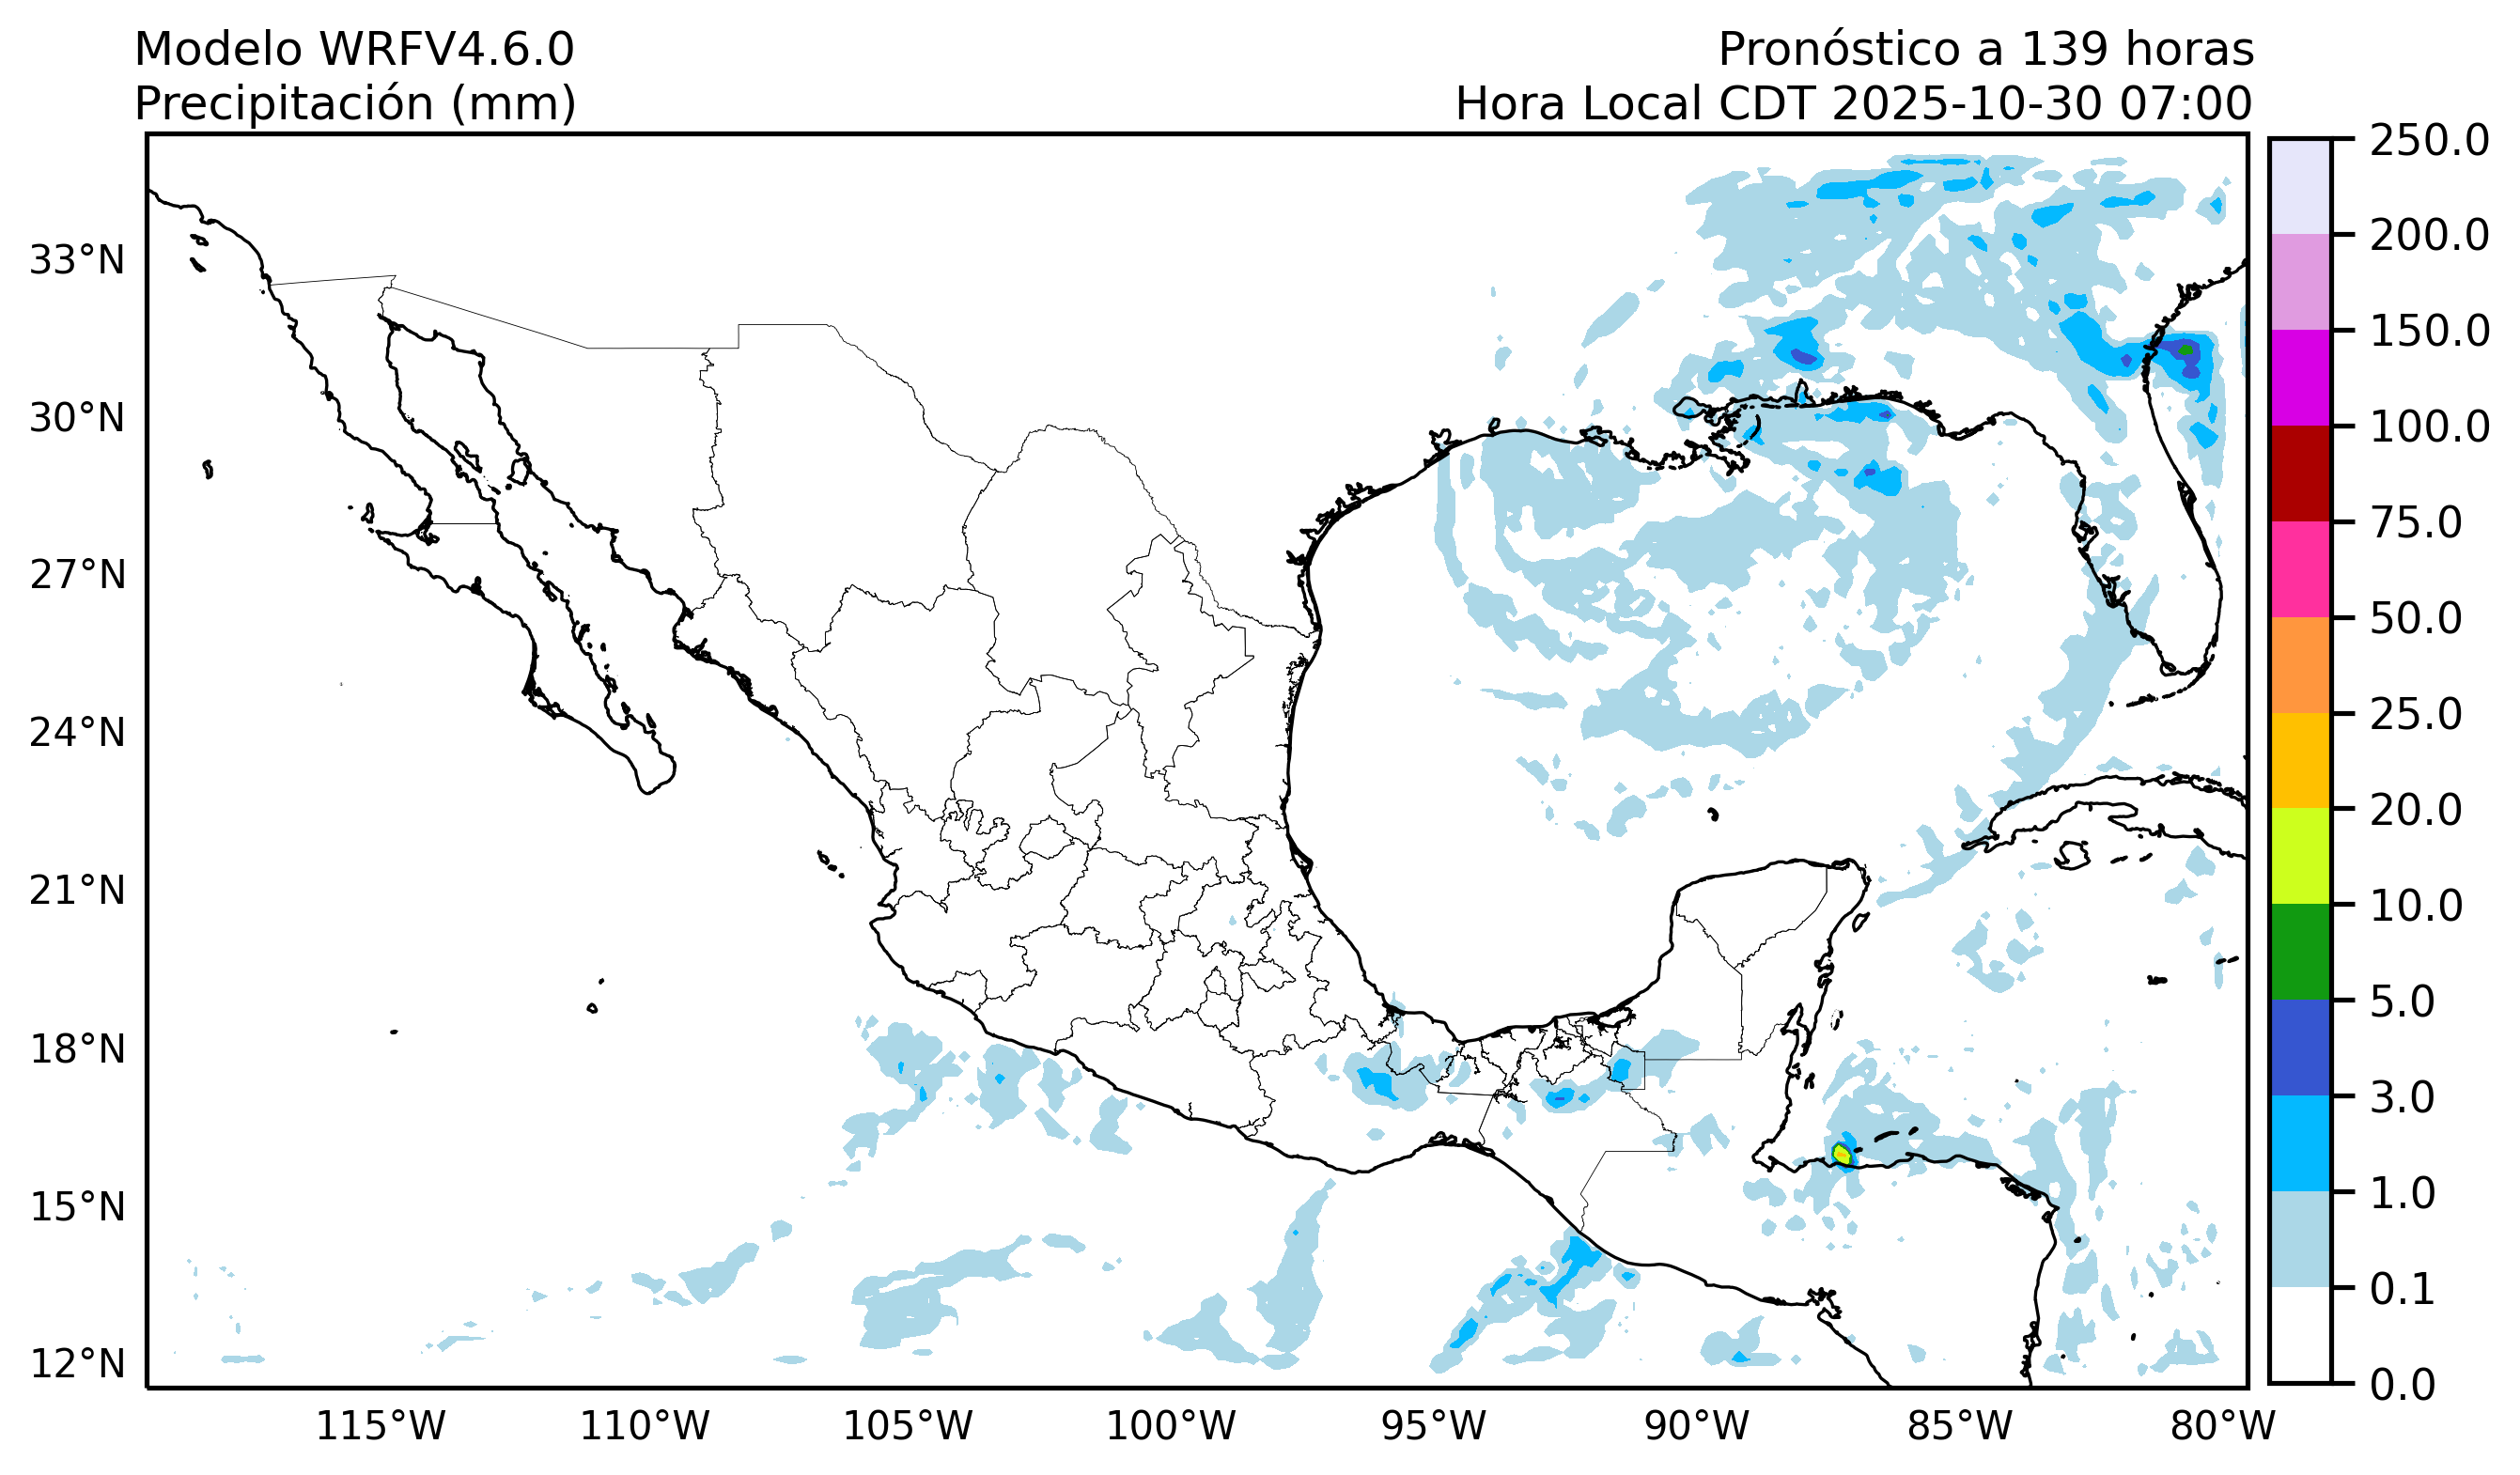 Modelo WRFV4.6.0
Precipitación (mm)
Pronóstico a 139 horas
Hora Local CDT 2025-10-30 07:00
33°N
30°N
27°N
24°N
21°N
18°N
15°N
12°N
115°W
110°W
105°W
100°W
95°W
90°W
85°W
80°W
250.0
200.0
150.0
100.0
75.0
50.0
25.0
20.0
10.0
5.0
3.0
1.0
0.1
0.0